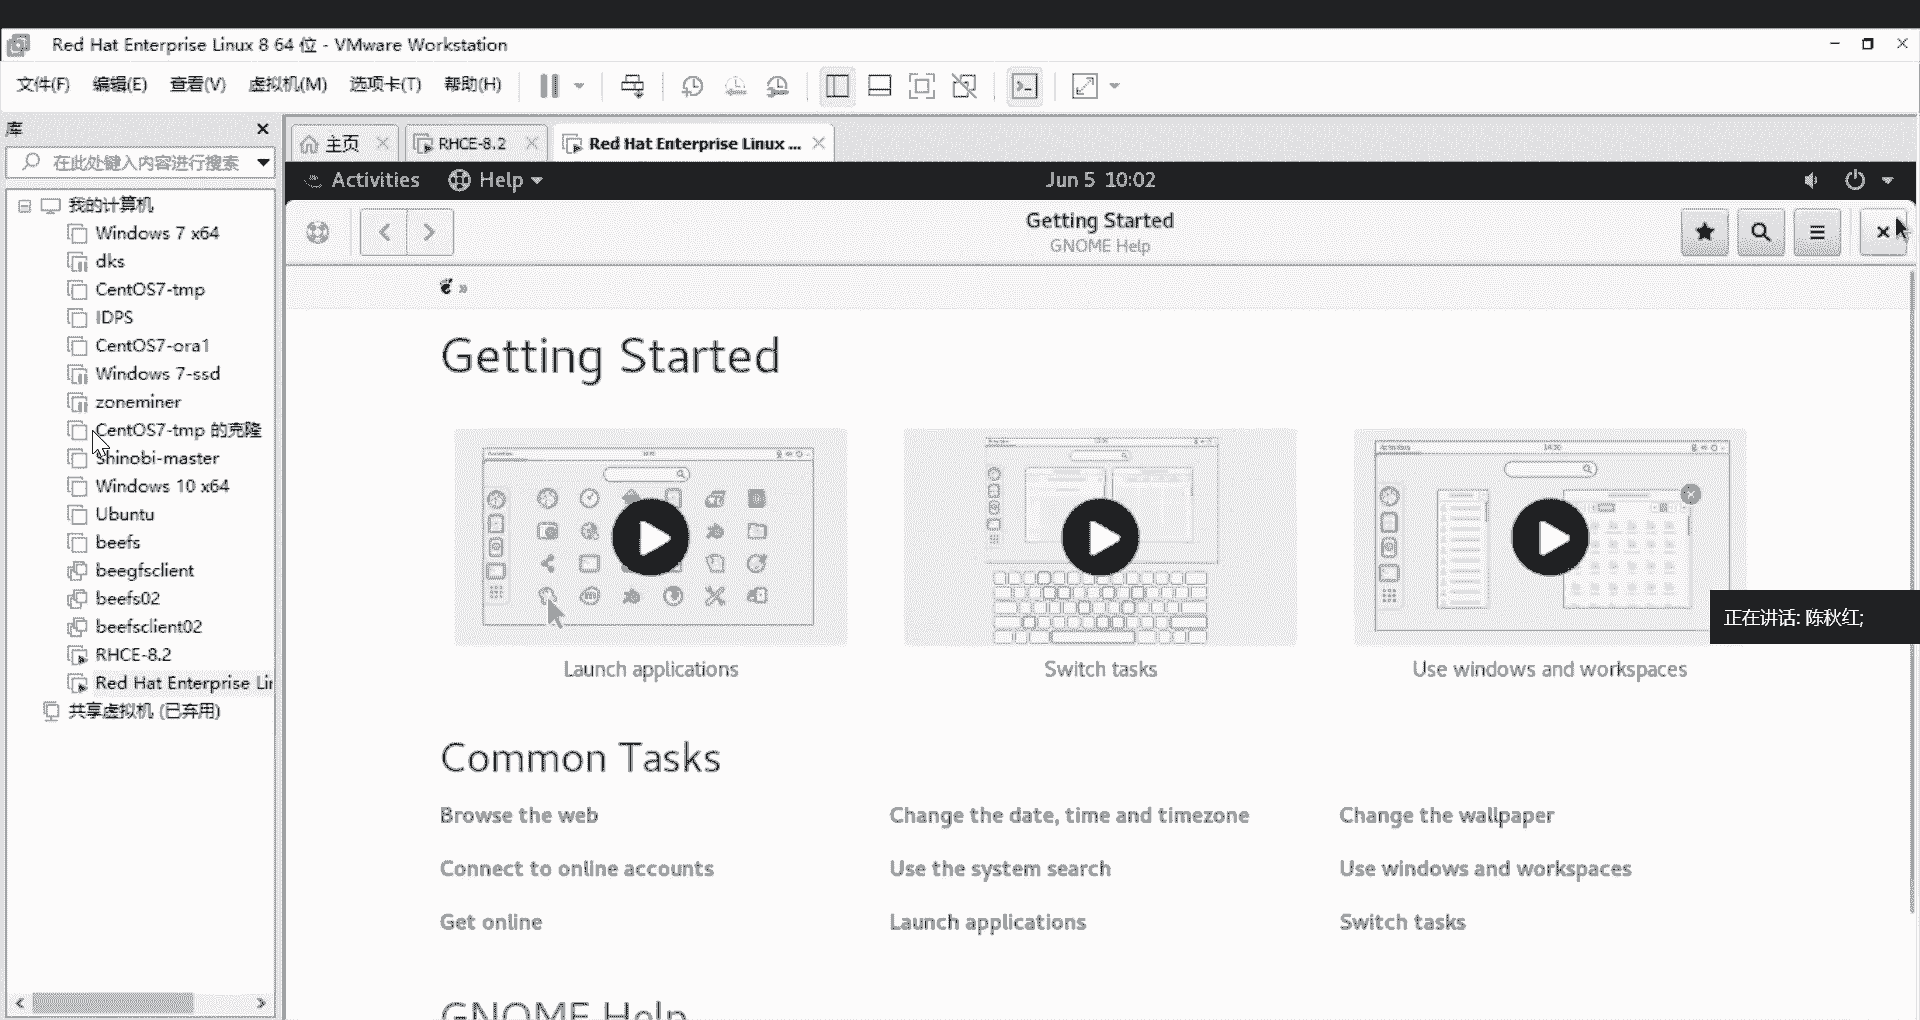 Red Hat Enterprise Linux 8 64 位 - VMware Workstation
文件(F) 编辑(E) 查看(V) 虚拟机(M) 选项卡(T) 帮助(H)
库
在此处键入内容进行搜索
我的计算机
Windows 7 x64
dks
CentOS7-tmp
IDPS
CentOS7-ora1
Windows 7-ssd
zoneminer
CentOS7-tmp 的克隆
Shinobi-master
Windows 10 x64
Ubuntu
beefs
beegfsclient
beefs02
beefsclient02
RHCE-8.2
Red Hat Enterprise Lir
共享虚拟机 (已弃用)
主页 RHCE-8.2 Red Hat Enterprise Linux ...
Activities Help Jun 5 10:02
Getting Started
GNOME Help
Getting Started
Launch applications Switch tasks Use windows and workspaces
正在讲话: 陈秋红;
Common Tasks
Browse the web Change the date, time and timezone Change the wallpaper
Connect to online accounts Use the system search Use windows and workspaces
Get online Launch applications Switch tasks
GNOME Help